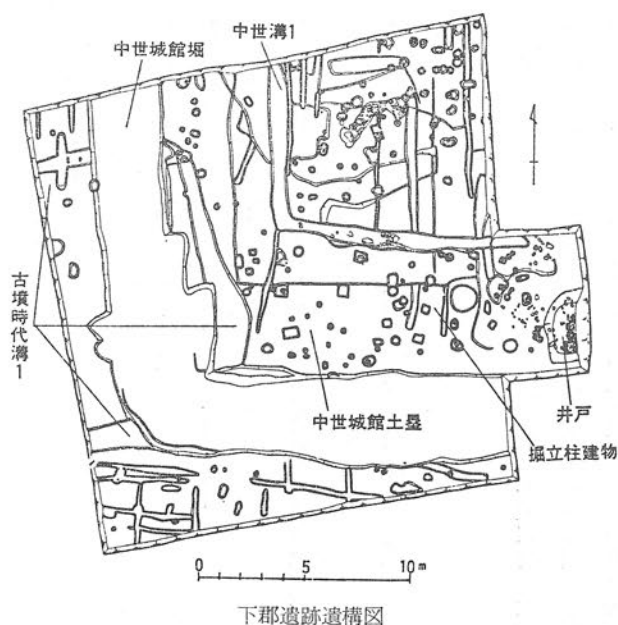 中世城館堀
中世溝1
古墳時代溝1
中世城館土塁
井戸
掘立柱建物
0 5 10m
下郡遺跡遺構図